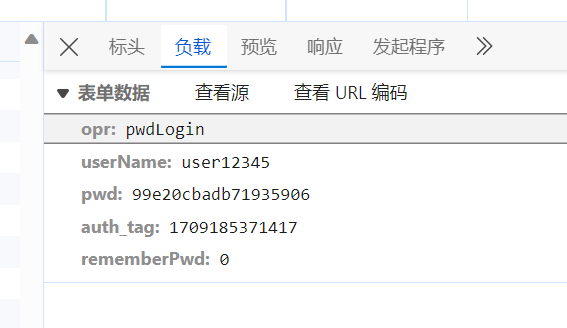 标头 负载 预览 响应 发起程序
表单数据 查看源 查看 URL 编码
opr: pwdLogin
userName: user12345
pwd: 99e20cbadb71935906
auth_tag: 1709185371417
rememberPwd: 0